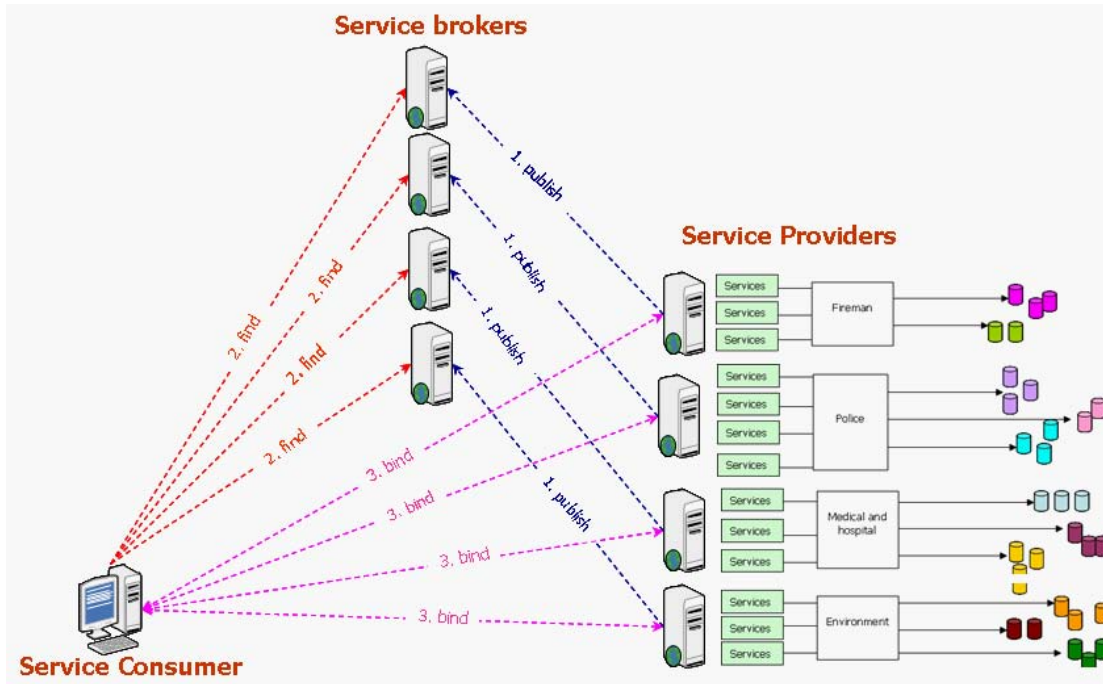 Service brokers
1. publish
1. publish
1. publish
1. publish
2. find
2. find
2. find
2. find
3. bind
3. bind
3. bind
3. bind
Service Providers
Services
Services
Services
Fireman
Services
Services
Services
Services
Police
Services
Services
Services
Medical and
hospital
Services
Services
Services
Environment
Service Consumer